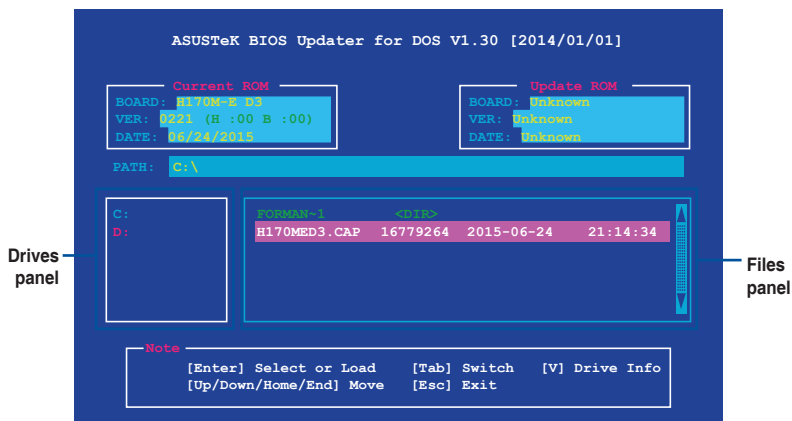 ASUSTeK BIOS Updater for DOS V1.30 [2014/01/01]
Current ROM
BOARD: H170M-E D3
VER: 0221 (H :00 B :00)
DATE: 06/24/2015
Update ROM
BOARD: Unknown
VER: Unknown
DATE: Unknown
PATH: C:\
C:
D:
FORMAN~1 <DIR>
H170MED3.CAP 16779264 2015-06-24 21:14:34
Drives panel
Files panel
Note
[Enter] Select or Load [Tab] Switch [V] Drive Info
[Up/Down/Home/End] Move [Esc] Exit